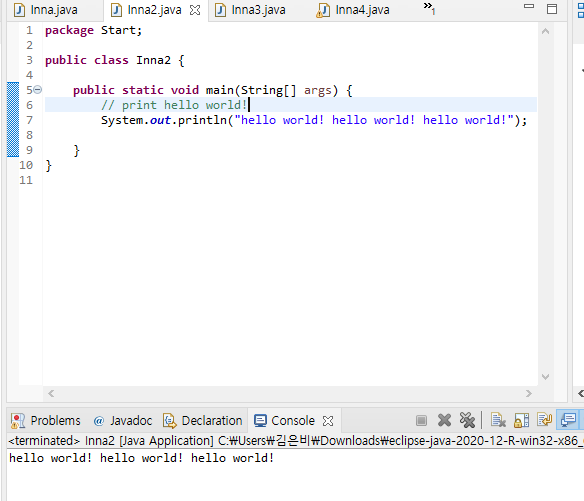 Inna.java Inna2.java Inna3.java Inna4.java »1
1 package Start;
2
3 public class Inna2 {
4
5 public static void main(String[] args) {
6 // print hello world!
7 System.out.println("hello world! hello world! hello world!");
8
9 }
10 }
11
Problems @ Javadoc Declaration Console
<terminated> Inna2 [Java Application] C:₩Users₩김은비₩Downloads₩eclipse-java-2020-12-R-win32-x86_
hello world! hello world! hello world!